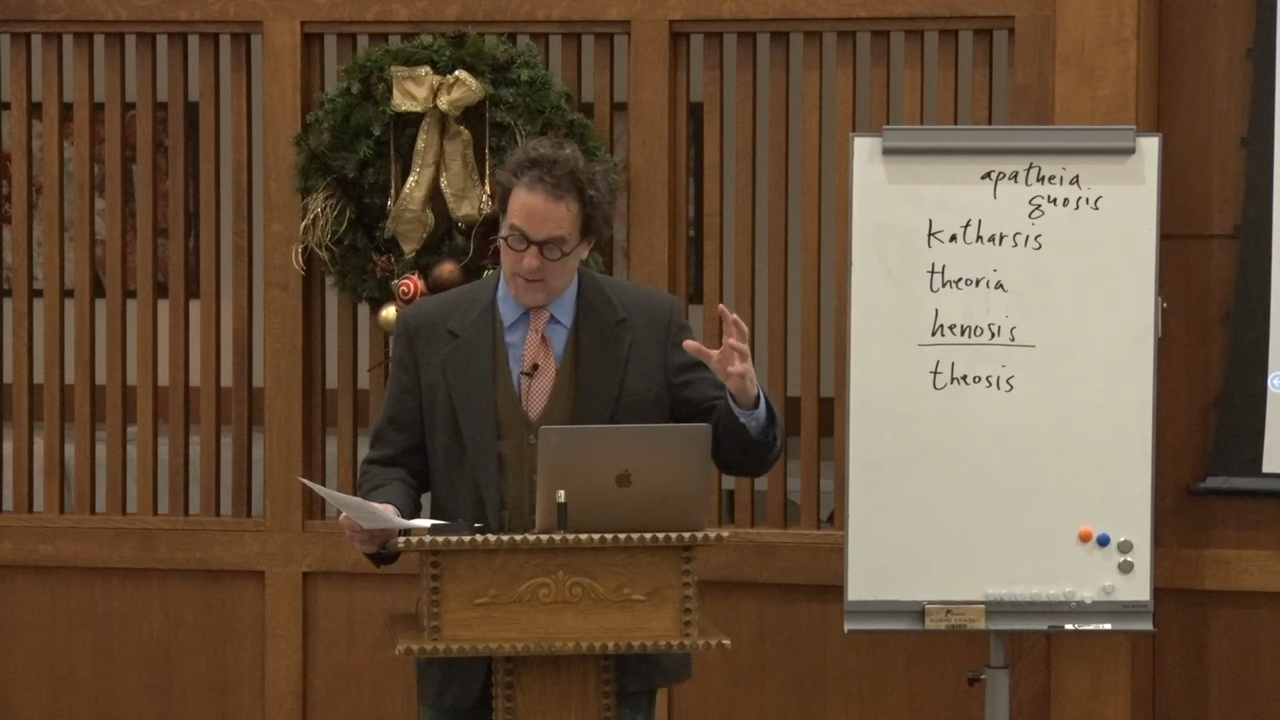 apatheia
gnosis
katharsis
theoria
henosis
theosis